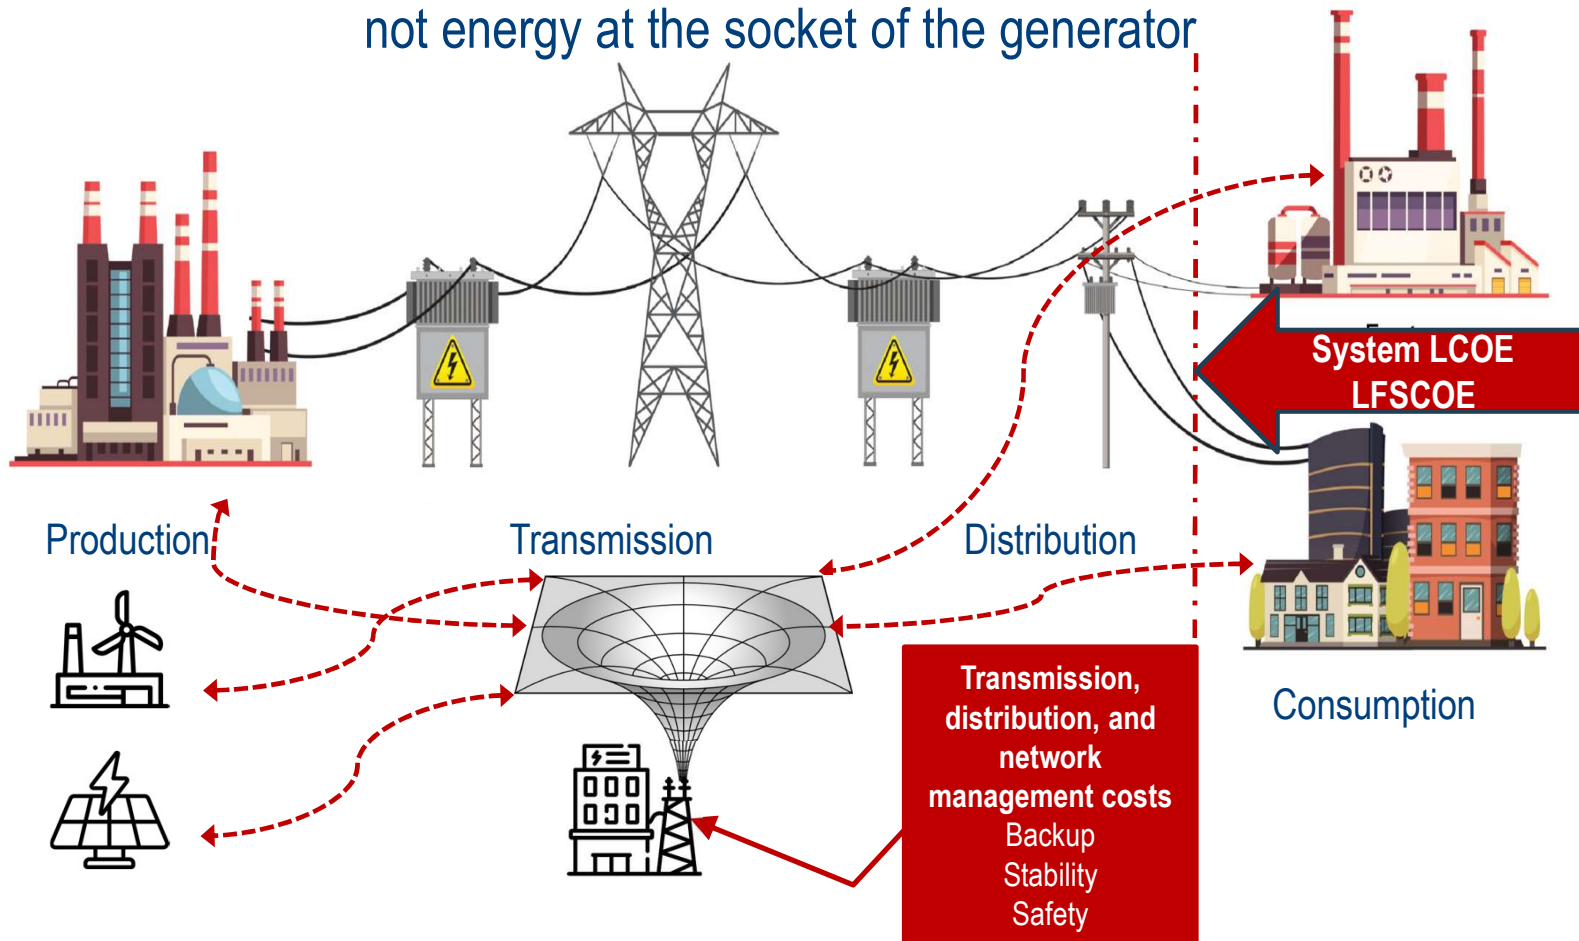 not energy at the socket of the generator
System LCOE
LFSCOE
Production
Transmission
Distribution
Consumption
Transmission,
distribution, and
network
management costs
Backup
Stability
Safety